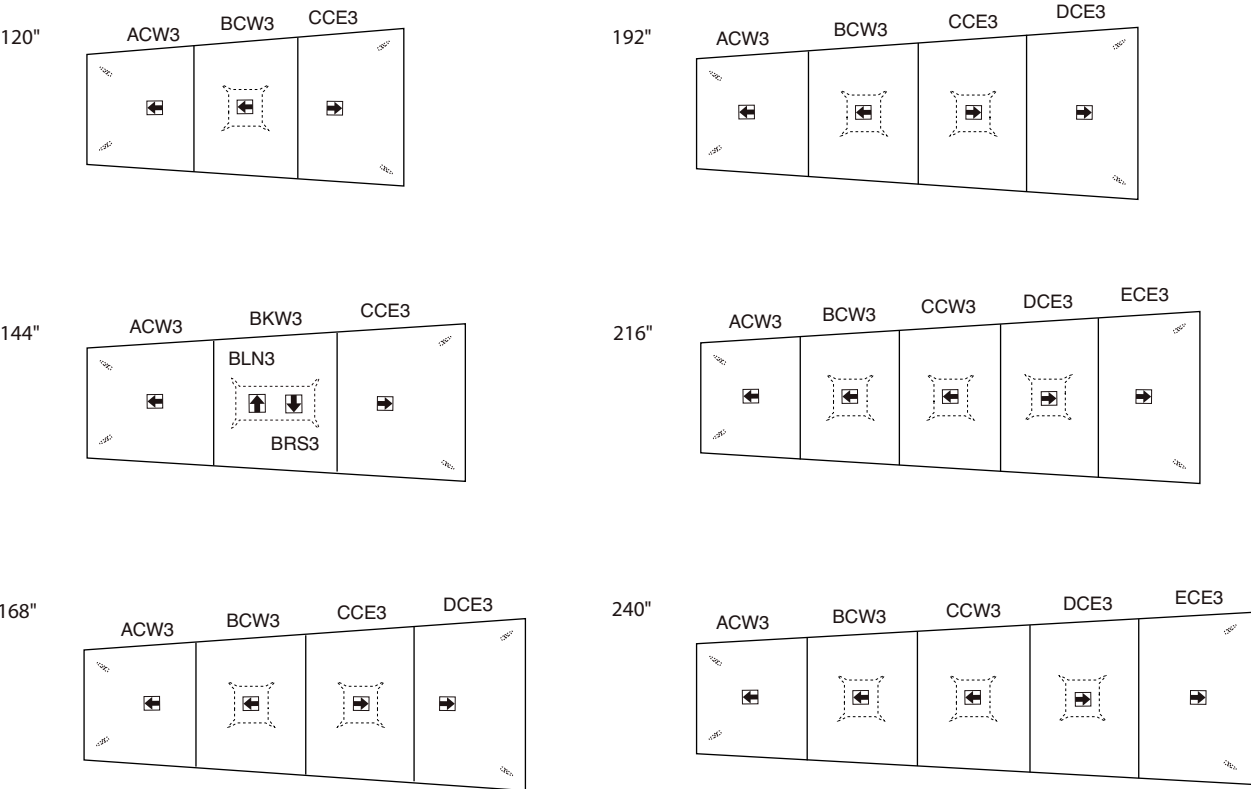 120"
ACW3 BCW3 CCE3
192"
ACW3 BCW3 CCE3 DCE3
144"
ACW3 BKW3 CCE3
BLN3
BRS3
216"
ACW3 BCW3 CCW3 DCE3 ECE3
168"
ACW3 BCW3 CCE3 DCE3
240"
ACW3 BCW3 CCW3 DCE3 ECE3